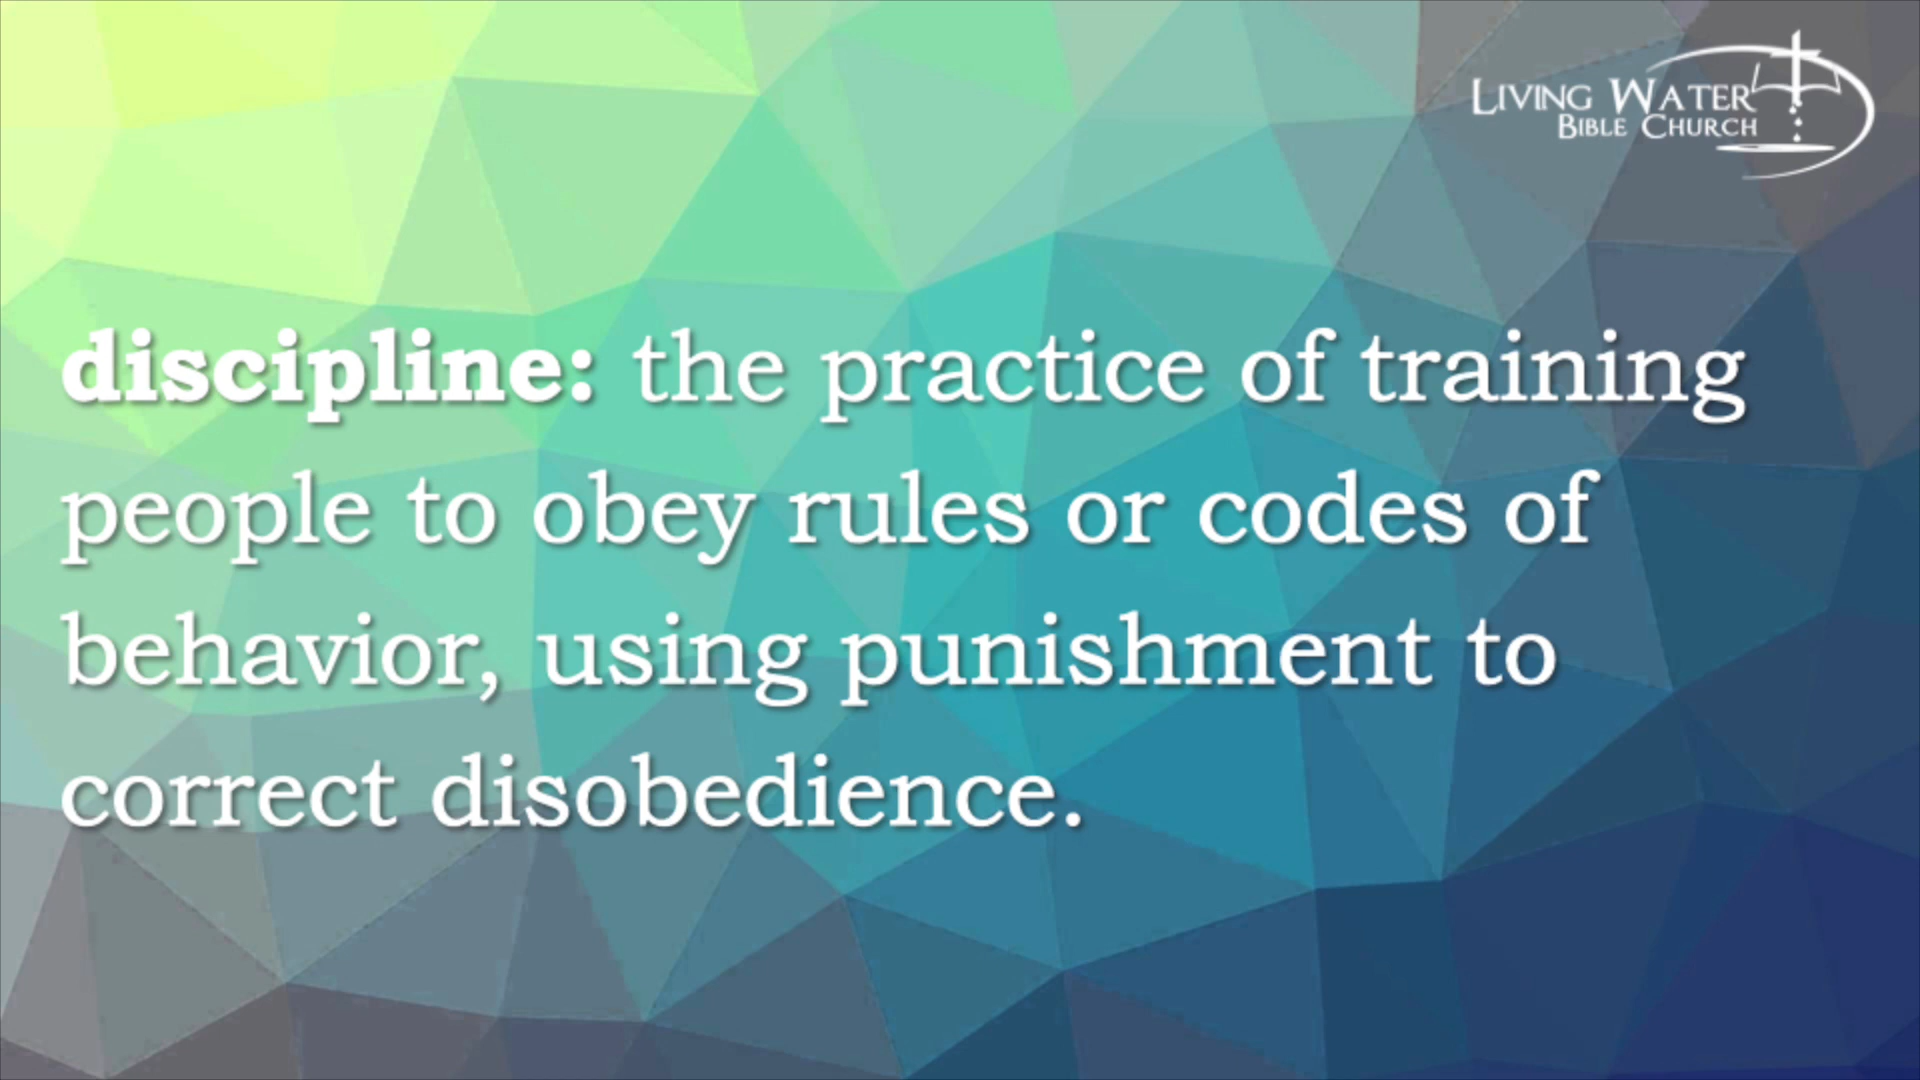 LIVING WATER
BIBLE CHURCH
discipline: the practice of training
people to obey rules or codes of
behavior, using punishment to
correct disobedience.